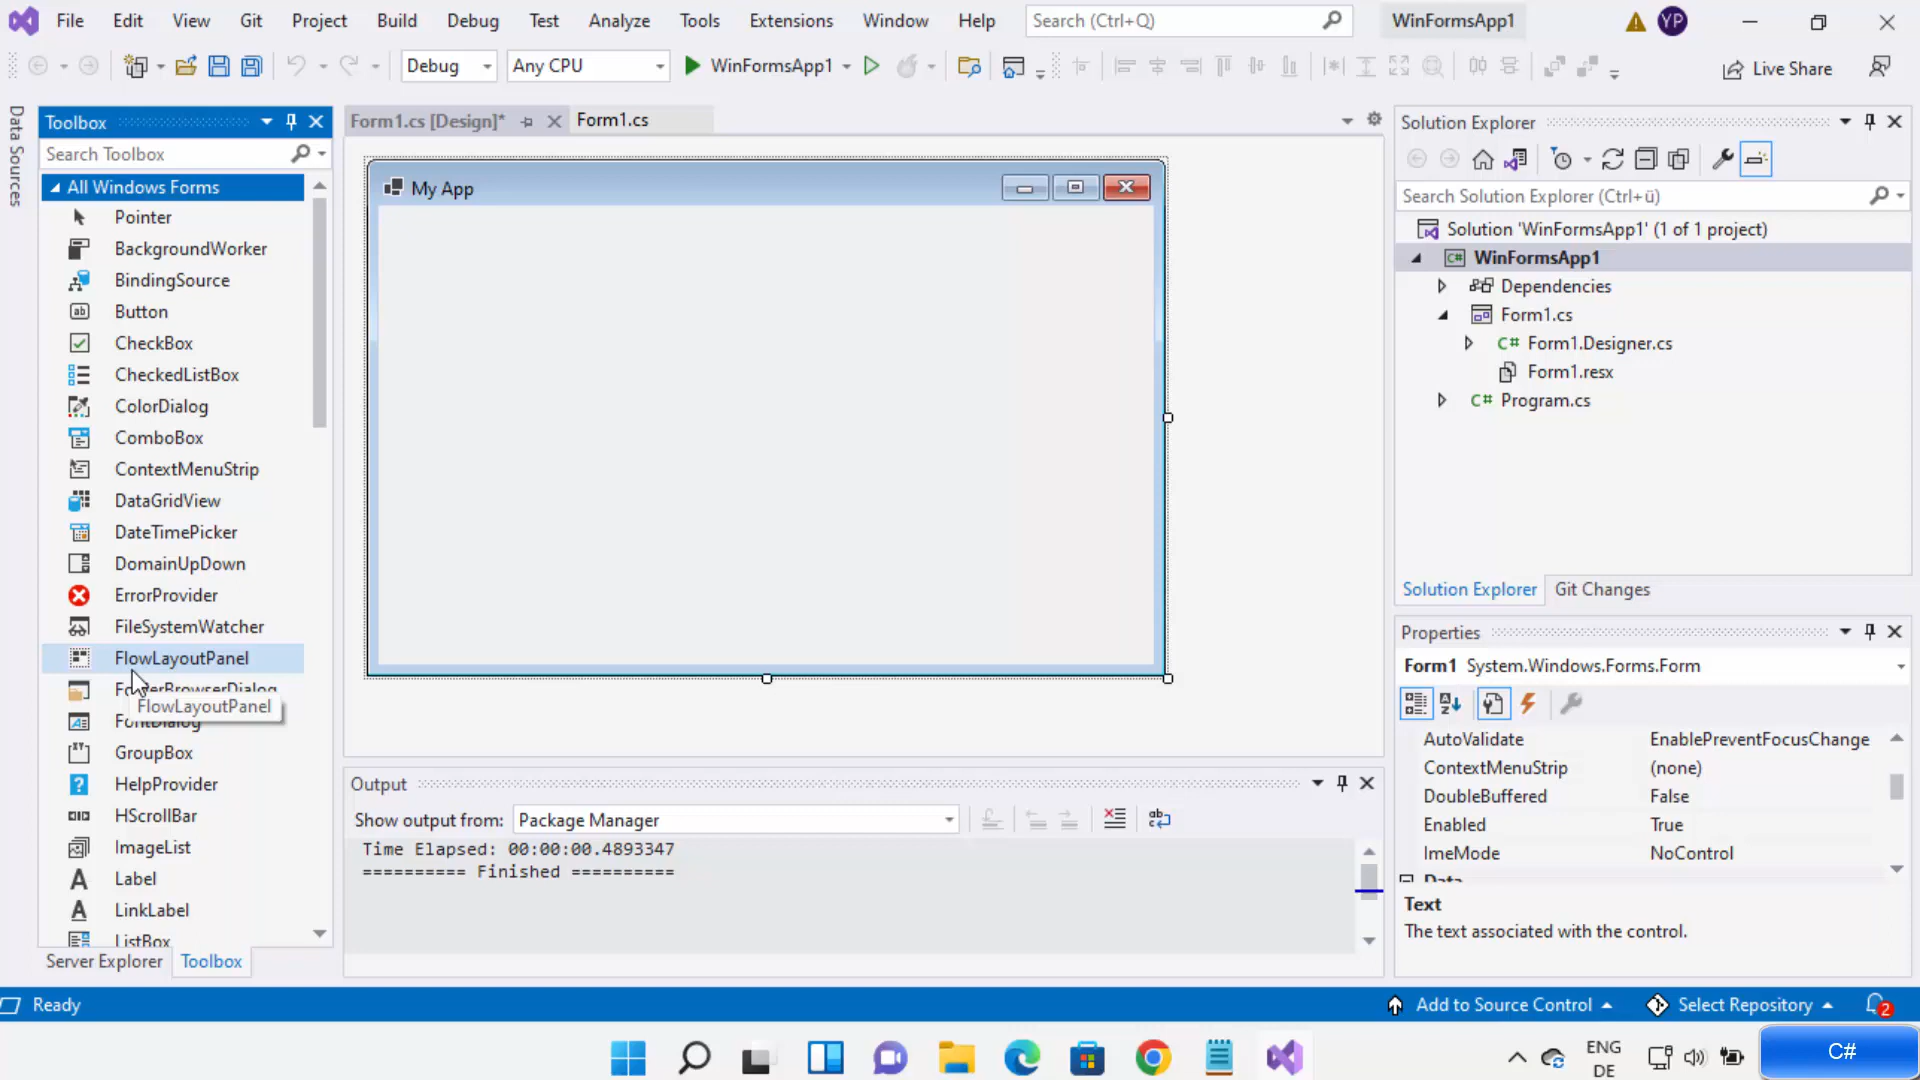 File Edit View Git Project Build Debug Test Analyze Tools Extensions Window Help Search (Ctrl+Q) WinFormsApp1 YP
Debug Any CPU WinFormsApp1 Live Share
Data Sources
Toolbox
Search Toolbox
All Windows Forms
Pointer
BackgroundWorker
BindingSource
Button
CheckBox
CheckedListBox
ColorDialog
ComboBox
ContextMenuStrip
DataGridView
DateTimePicker
DomainUpDown
ErrorProvider
FileSystemWatcher
FlowLayoutPanel
FolderBrowserDialog
FlowLayoutPanel
FontDialog
GroupBox
HelpProvider
HScrollBar
ImageList
Label
LinkLabel
ListBox
Server Explorer Toolbox
Form1.cs [Design]* Form1.cs
My App
Output
Show output from: Package Manager
Time Elapsed: 00:00:00.4893347
========== Finished ==========
Solution Explorer
Search Solution Explorer (Ctrl+ü)
Solution 'WinFormsApp1' (1 of 1 project)
C# WinFormsApp1
Dependencies
Form1.cs
C# Form1.Designer.cs
Form1.resx
C# Program.cs
Solution Explorer Git Changes
Properties
Form1 System.Windows.Forms.Form
AutoValidate EnablePreventFocusChange
ContextMenuStrip (none)
DoubleBuffered False
Enabled True
ImeMode NoControl
Data
Text
The text associated with the control.
Ready Add to Source Control Select Repository 2
ENG
DE
C#